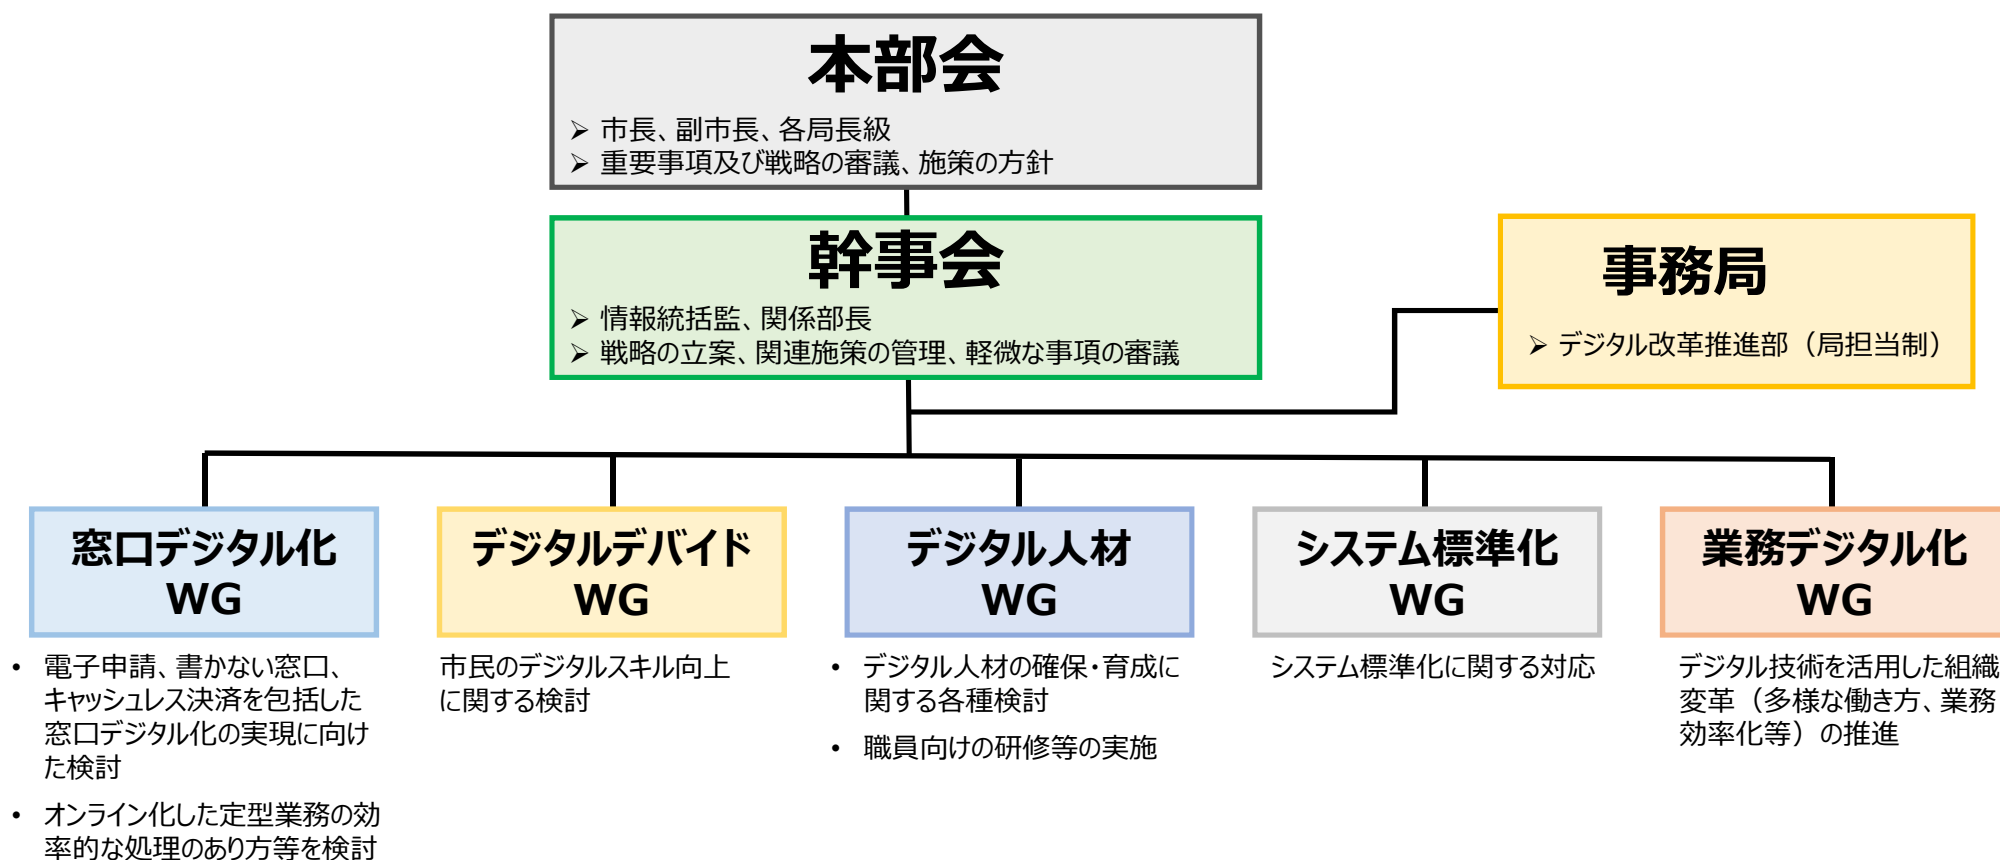 本部会
➢ 市長、副市長、各局長級
➢ 重要事項及び戦略の審議、施策の方針
幹事会
➢ 情報統括監、関係部長
➢ 戦略の立案、関連施策の管理、軽微な事項の審議
事務局
➢ デジタル改革推進部（局担当制）
窓口デジタル化
WG
• 電子申請、書かない窓口、
キャッシュレス決済を包括した
窓口デジタル化の実現に向け
た検討
• オンライン化した定型業務の効
率的な処理のあり方等を検討
デジタルデバイド
WG
市民のデジタルスキル向上
に関する検討
デジタル人材
WG
• デジタル人材の確保・育成に
関する各種検討
• 職員向けの研修等の実施
システム標準化
WG
システム標準化に関する対応
業務デジタル化
WG
デジタル技術を活用した組織
変革（多様な働き方、業務
効率化等）の推進